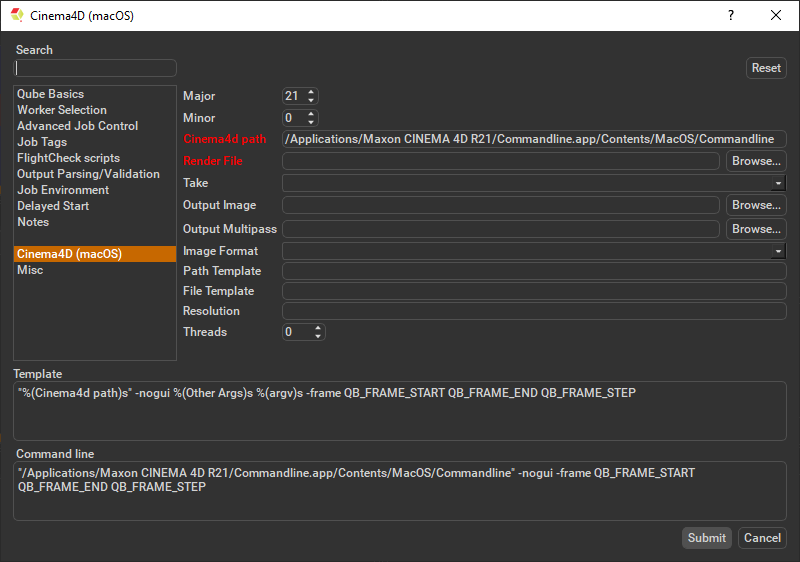 Cinema4D (macOS)
?
Search
Reset
Qube Basics
Worker Selection
Advanced Job Control
Job Tags
FlightCheck scripts
Output Parsing/Validation
Job Environment
Delayed Start
Notes
Cinema4D (macOS)
Misc
Major 21
Minor 0
Cinema4d path /Applications/Maxon CINEMA 4D R21/Commandline.app/Contents/MacOS/Commandline
Render File Browse...
Take
Output Image Browse...
Output Multipass Browse...
Image Format
Path Template
File Template
Resolution
Threads 0
Template
"%(Cinema4d path)s" -nogui %(Other Args)s %(argv)s -frame QB_FRAME_START QB_FRAME_END QB_FRAME_STEP
Command line
"/Applications/Maxon CINEMA 4D R21/Commandline.app/Contents/MacOS/Commandline" -nogui -frame QB_FRAME_START
QB_FRAME_END QB_FRAME_STEP
Submit Cancel